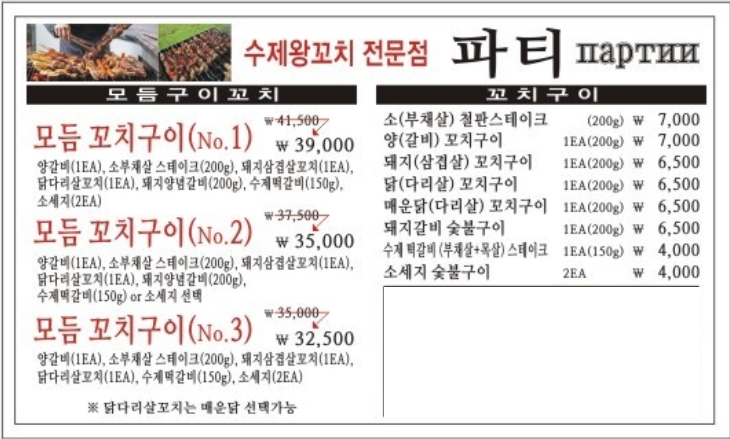 수제왕꼬치 전문점 파티 партии
모듬구이꼬치
₩ 41,500
모듬 꼬치구이(No.1) ₩ 39,000
양갈비(1EA), 소부채살 스테이크(200g), 돼지삼겹살꼬치(1EA),
닭다리살꼬치(1EA), 돼지양념갈비(200g), 수제떡갈비(150g),
소세지(2EA)
₩ 37,500
모듬 꼬치구이(No.2) ₩ 35,000
양갈비(1EA), 소부채살 스테이크(200g), 돼지삼겹살꼬치(1EA),
닭다리살꼬치(1EA), 돼지양념갈비(200g),
수제떡갈비(150g) or 소세지 선택
₩ 35,000
모듬 꼬치구이(No.3) ₩ 32,500
양갈비(1EA), 소부채살 스테이크(200g), 돼지삼겹살꼬치(1EA),
닭다리살꼬치(1EA), 수제떡갈비(150g), 소세지(2EA)
※ 닭다리살꼬치는 매운닭 선택가능
꼬치구이
소(부채살) 철판스테이크 (200g) ₩ 7,000
양(갈비) 꼬치구이 1EA(200g) ₩ 7,000
돼지(삼겹살) 꼬치구이 1EA(200g) ₩ 6,500
닭(다리살) 꼬치구이 1EA(200g) ₩ 6,500
매운닭(다리살) 꼬치구이 1EA(200g) ₩ 6,500
돼지갈비 숯불구이 1EA(200g) ₩ 6,500
수제 떡갈비 (부채살+목살) 스테이크 1EA(150g) ₩ 4,000
소세지 숯불구이 2EA ₩ 4,000